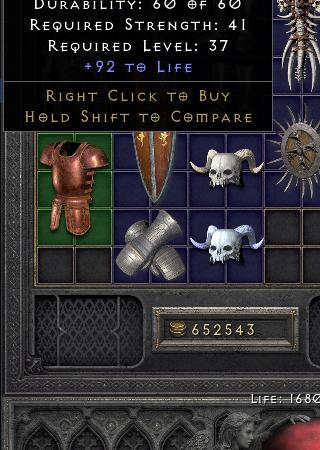 Durability: 60 of 60
Required Strength: 41
Required Level: 37
+92 to Life
Right Click to Buy
Hold Shift to Compare
652543
Life: 1680